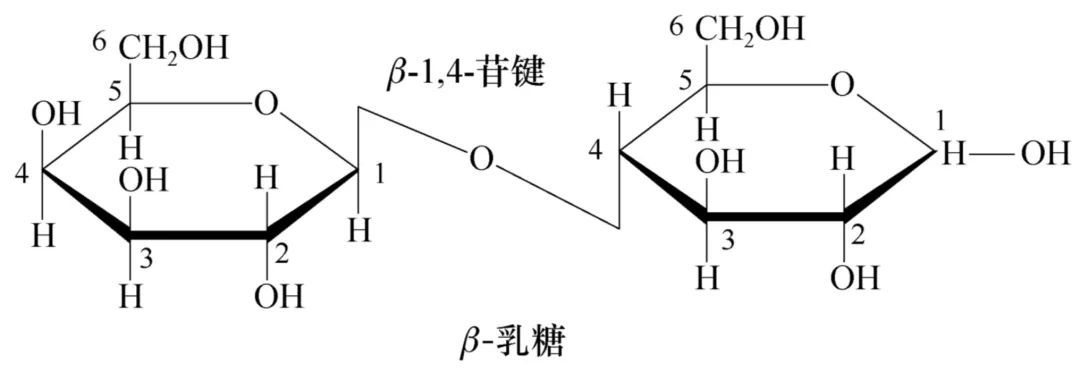 6 CH₂OH 6 CH₂OH
β-1,4-苷键
5 O H 5 O
OH H 4 H 1
4 OH H 1 O OH H H—OH
H 3 2 H 3 2
H OH H OH
β-乳糖